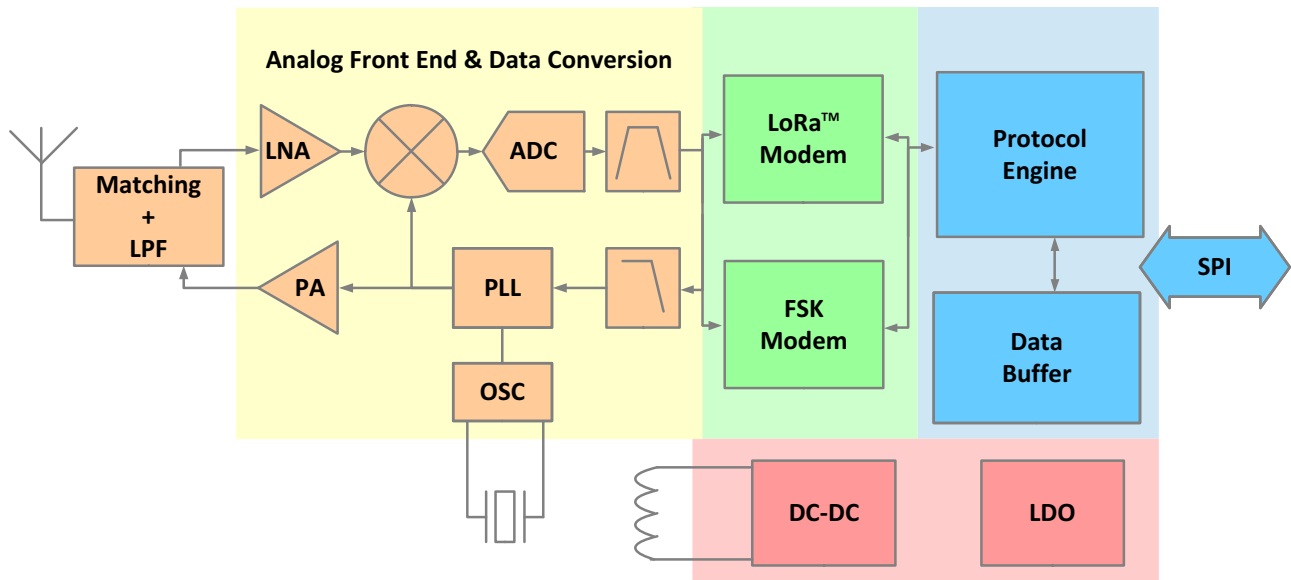 Analog Front End & Data Conversion
LNA
ADC
LoRa™
Modem
Protocol
Engine
Matching
+
LPF
PA
PLL
FSK
Modem
SPI
Data
Buffer
OSC
DC-DC
LDO